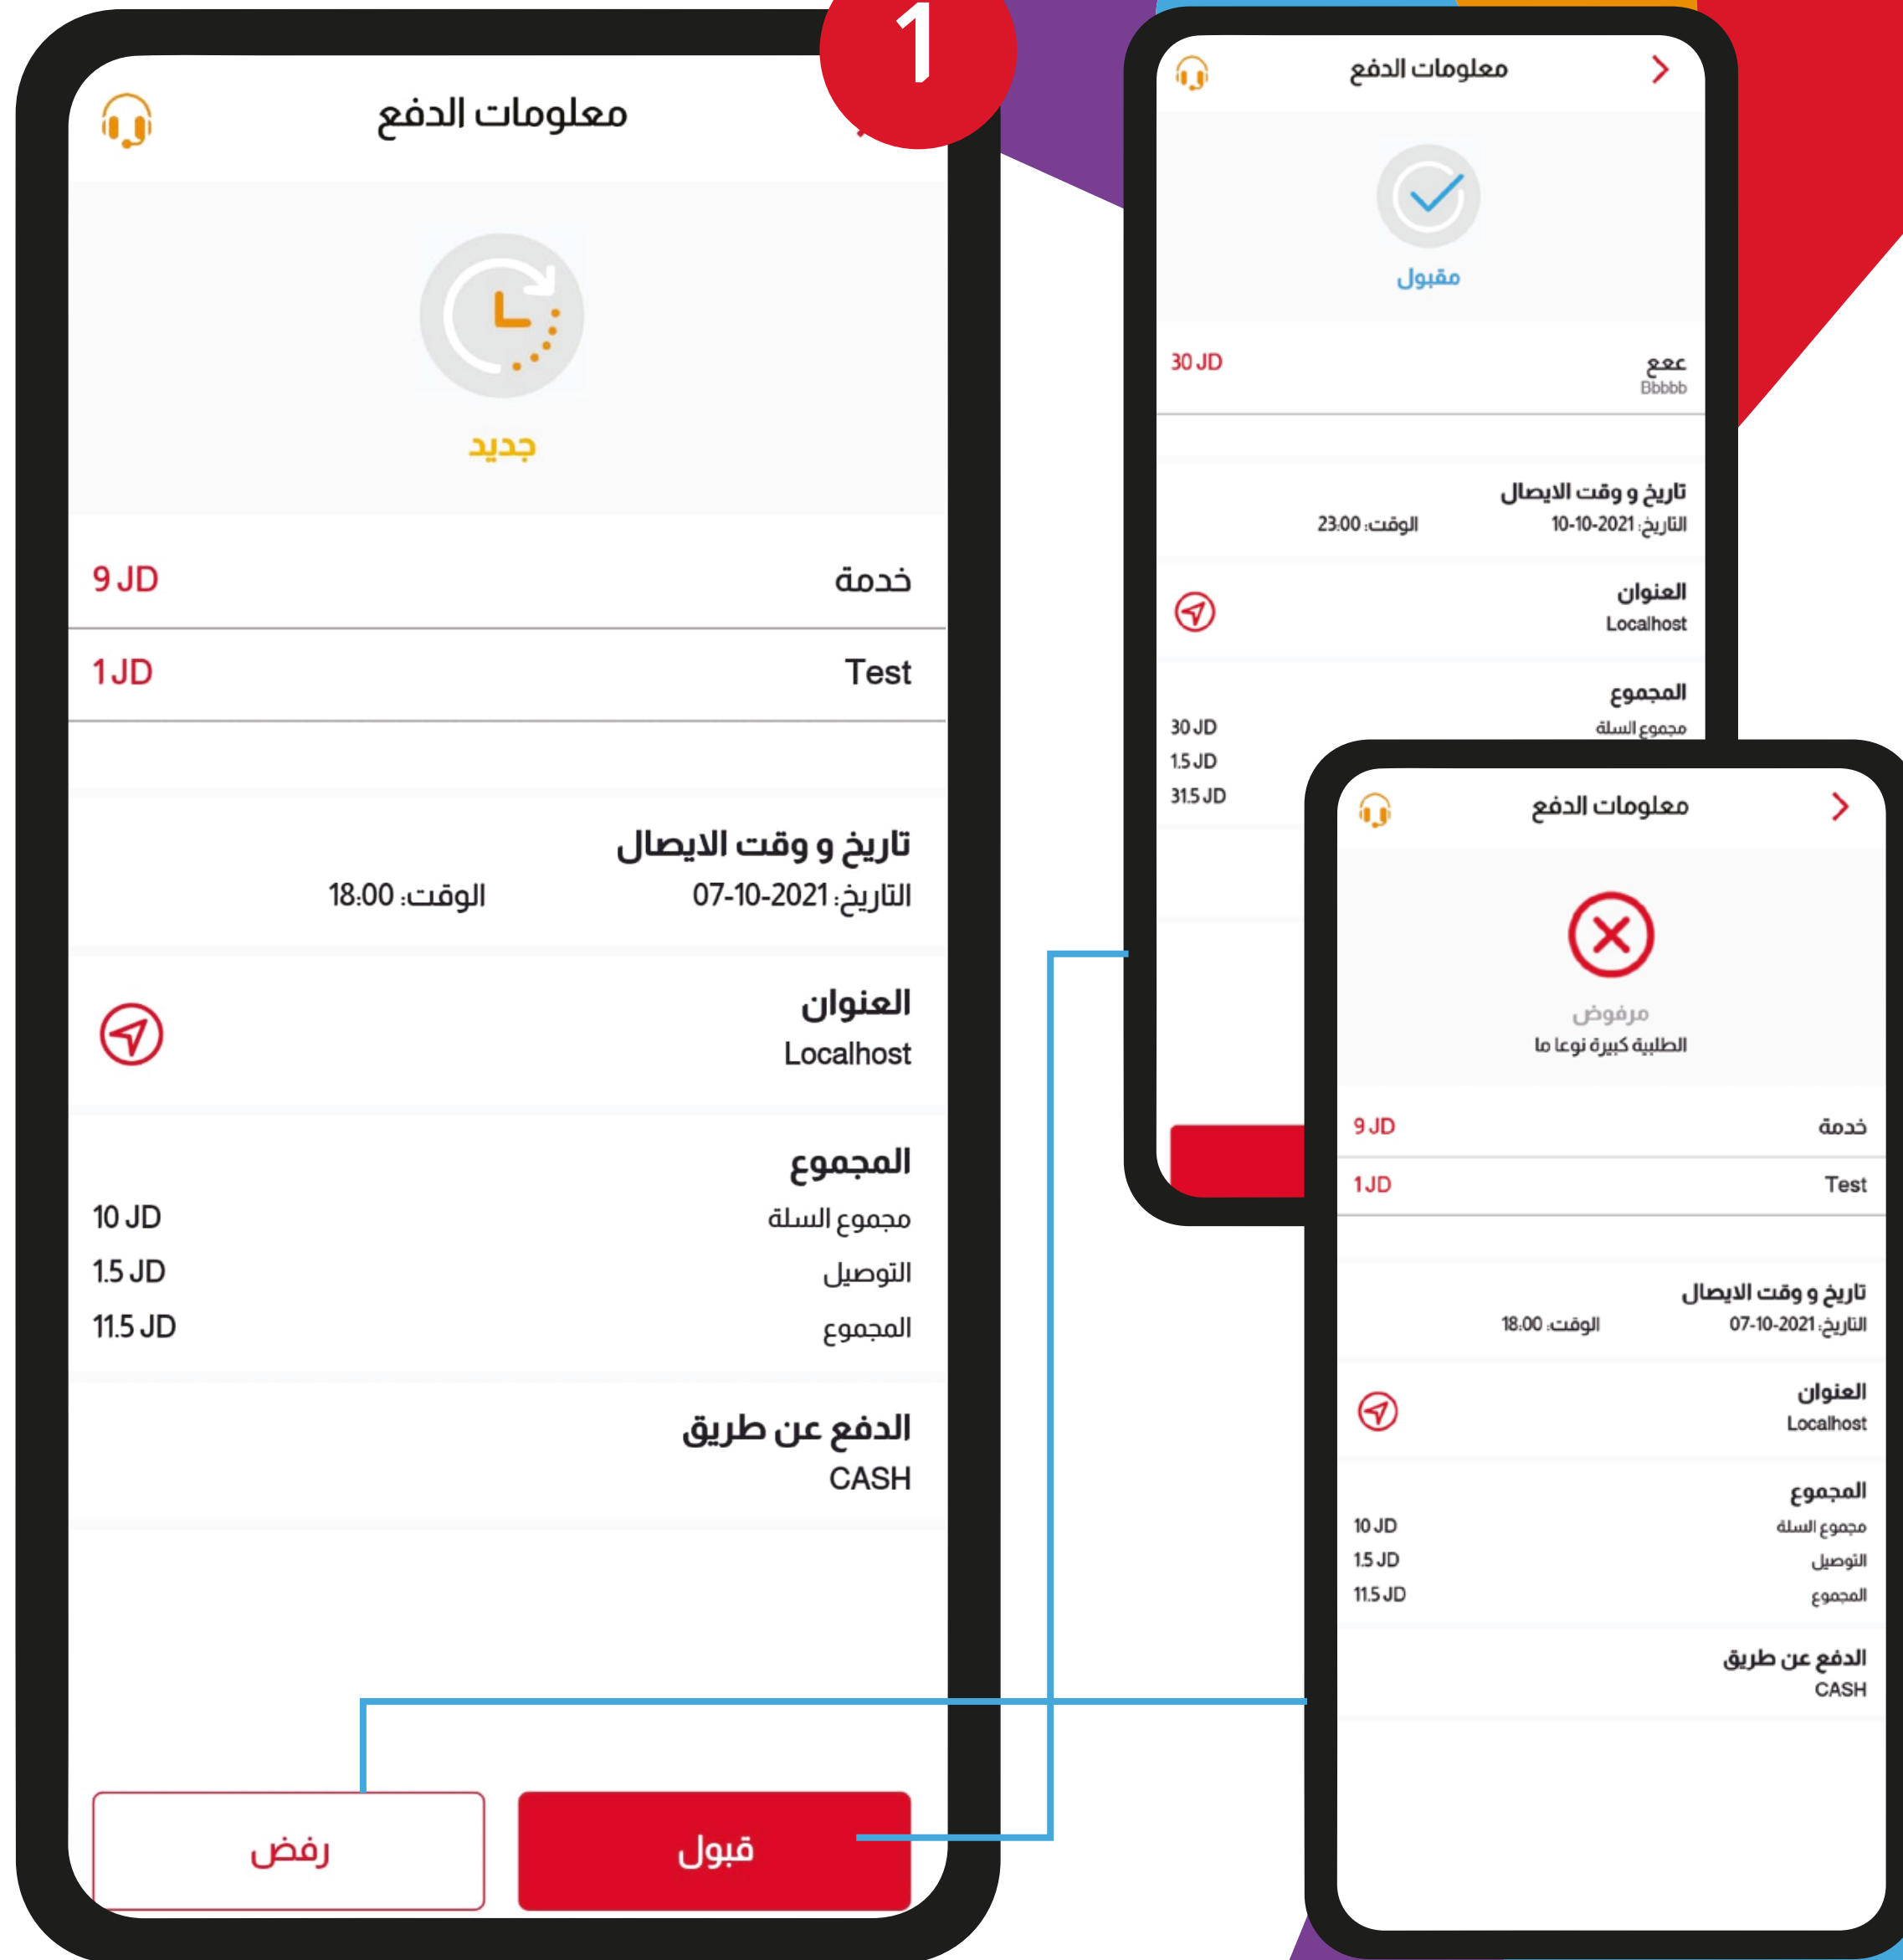 1
معلومات الدفع
جديد
خدمة 9 JD
Test 1 JD
تاريخ و وقت الايصال
التاريخ: 2021-10-07 الوقت: 18:00
العنوان
Localhost
المجموع
مجموع السلة 10 JD
التوصيل 1.5 JD
المجموع 11.5 JD
الدفع عن طريق
CASH
قبول رفض
معلومات الدفع
مقبول
ععع 30 JD
Bbbbb
تاريخ و وقت الايصال
التاريخ: 2021-10-10 الوقت: 23:00
العنوان
Localhost
المجموع
مجموع السلة 30 JD
1.5 JD
31.5 JD
معلومات الدفع
مرفوض
الطلبية كبيرة نوعا ما
خدمة 9 JD
Test 1 JD
تاريخ و وقت الايصال
التاريخ: 2021-10-07 الوقت: 18:00
العنوان
Localhost
المجموع
مجموع السلة 10 JD
التوصيل 1.5 JD
المجموع 11.5 JD
الدفع عن طريق
CASH